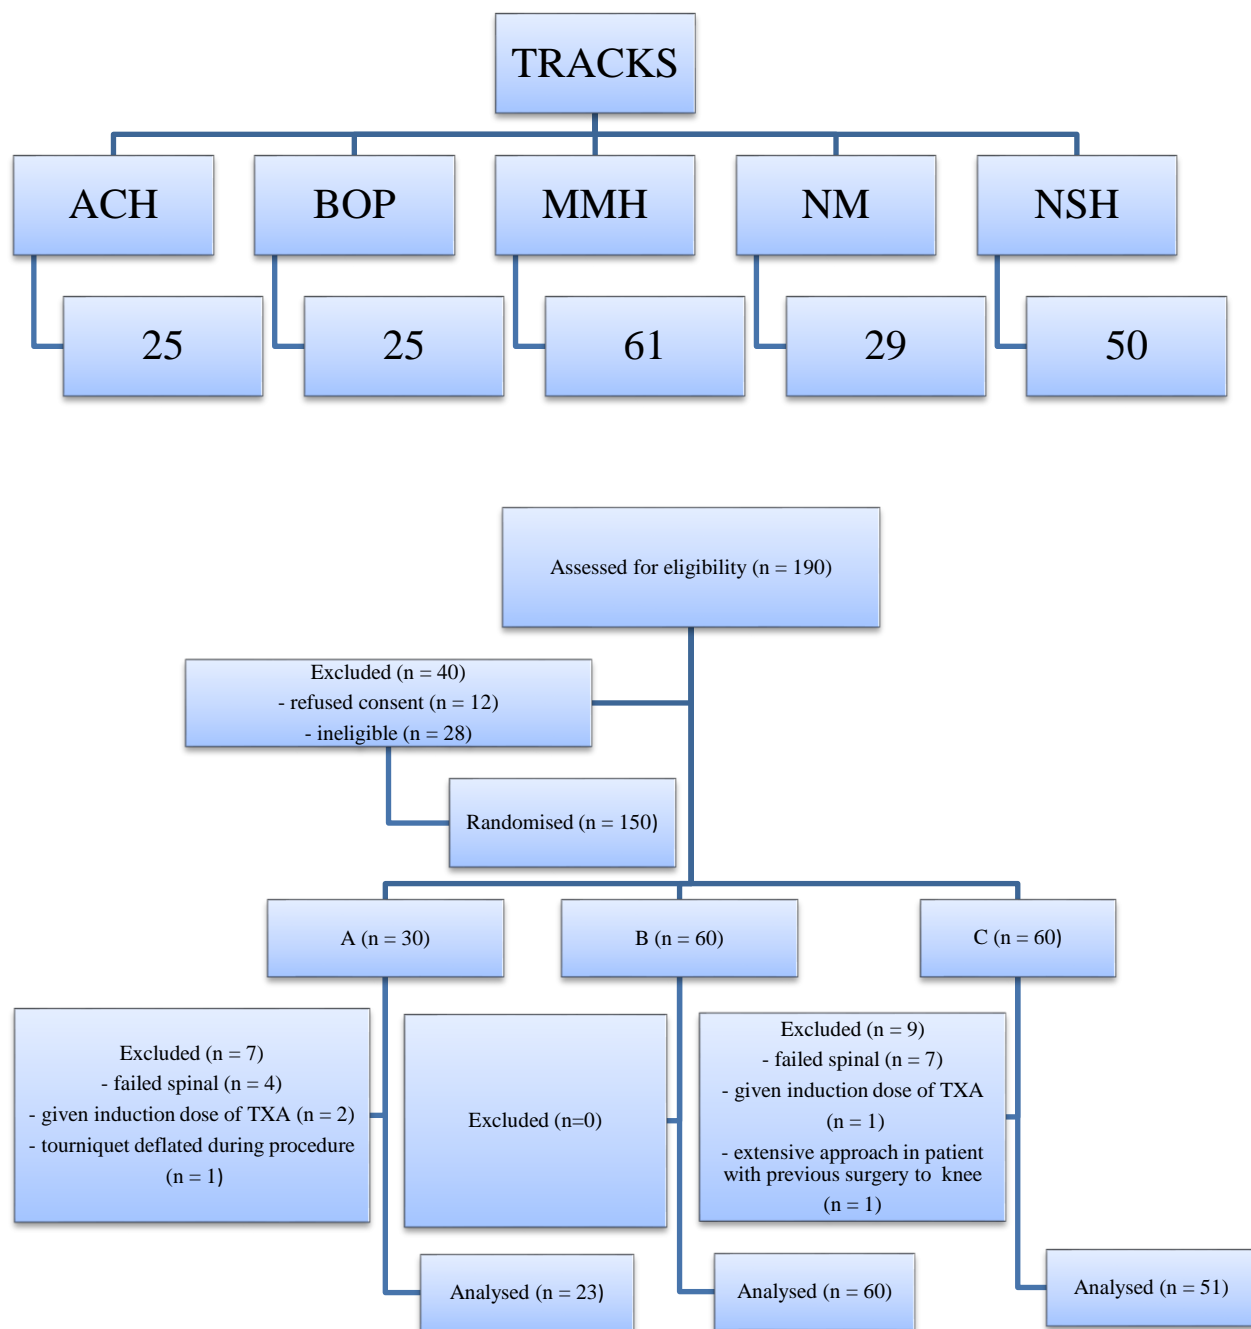 TRACKS
ACH
BOP
MMH
NM
NSH
25
25
61
29
50
Assessed for eligibility (n = 190)
Excluded (n = 40)
- refused consent (n = 12)
- ineligible (n = 28)
Randomised (n = 150)
A (n = 30)
B (n = 60)
C (n = 60)
Excluded (n = 7)
- failed spinal (n = 4)
- given induction dose of TXA (n = 2)
- tourniquet deflated during procedure
(n = 1)
Excluded (n=0)
Excluded (n = 9)
- failed spinal (n = 7)
- given induction dose of TXA
(n = 1)
- extensive approach in patient
with previous surgery to knee
(n = 1)
Analysed (n = 23)
Analysed (n = 60)
Analysed (n = 51)